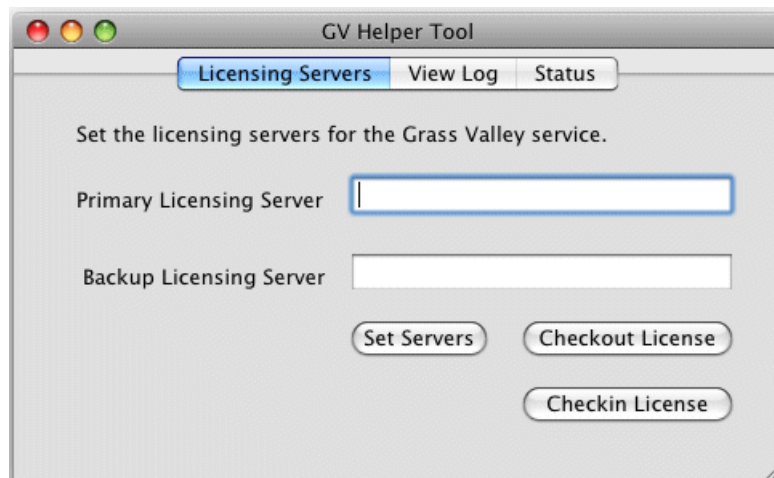 GV Helper Tool
Licensing Servers View Log Status
Set the licensing servers for the Grass Valley service.
Primary Licensing Server
Backup Licensing Server
Set Servers Checkout License
Checkin License